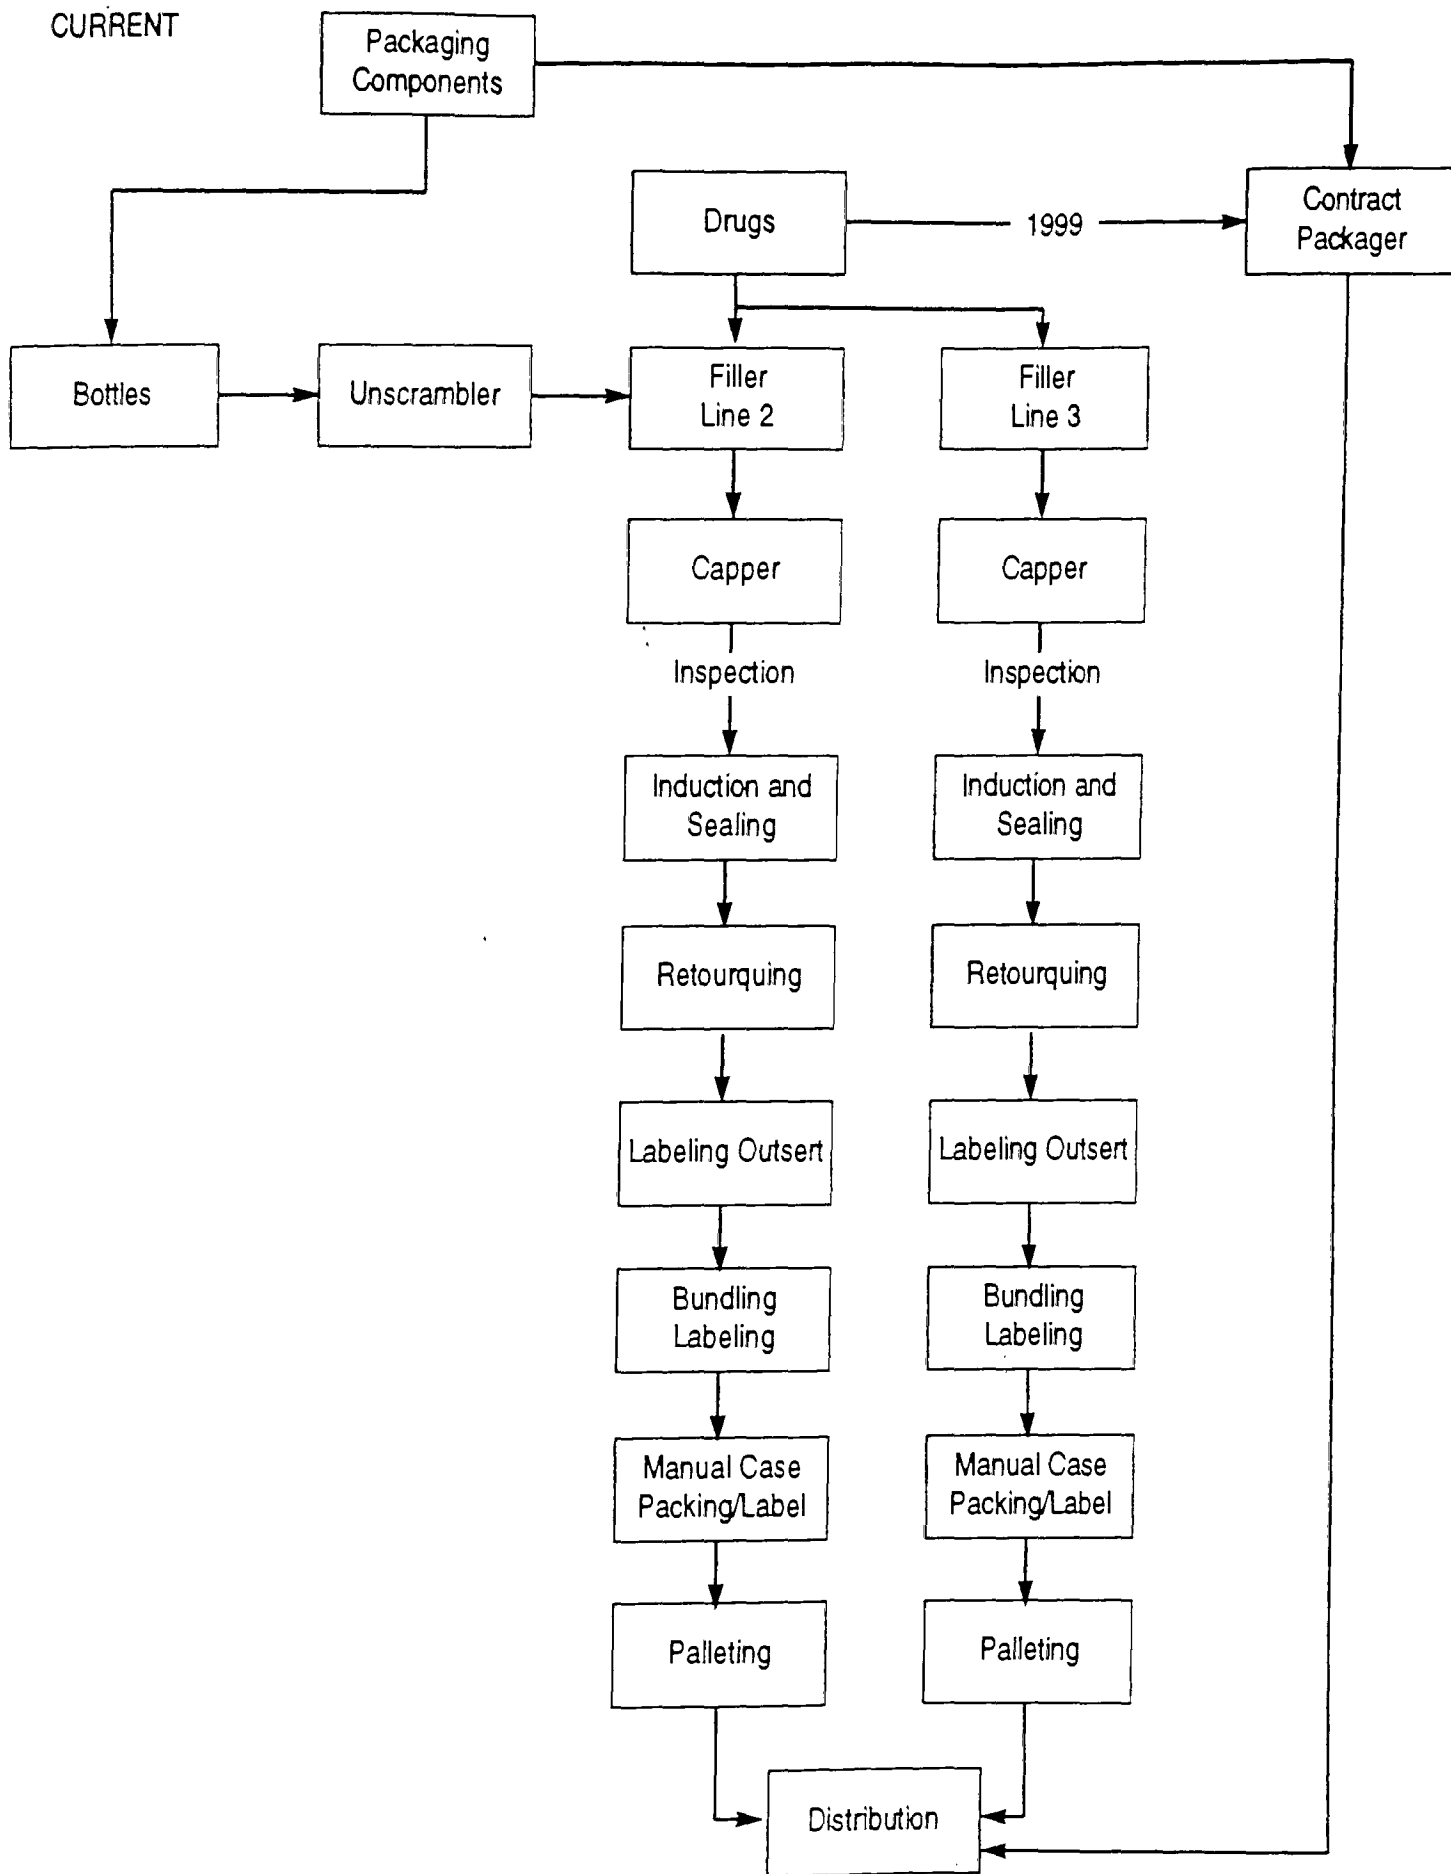 CURRENT
Packaging
Components
Drugs
1999
Contract
Packager
Bottles
Unscrambler
Filler
Line 2
Filler
Line 3
Capper
Capper
Inspection
Inspection
Induction and
Sealing
Induction and
Sealing
Retourquing
Retourquing
Labeling Outsert
Labeling Outsert
Bundling
Labeling
Bundling
Labeling
Manual Case
Packing/Label
Manual Case
Packing/Label
Palleting
Palleting
Distribution